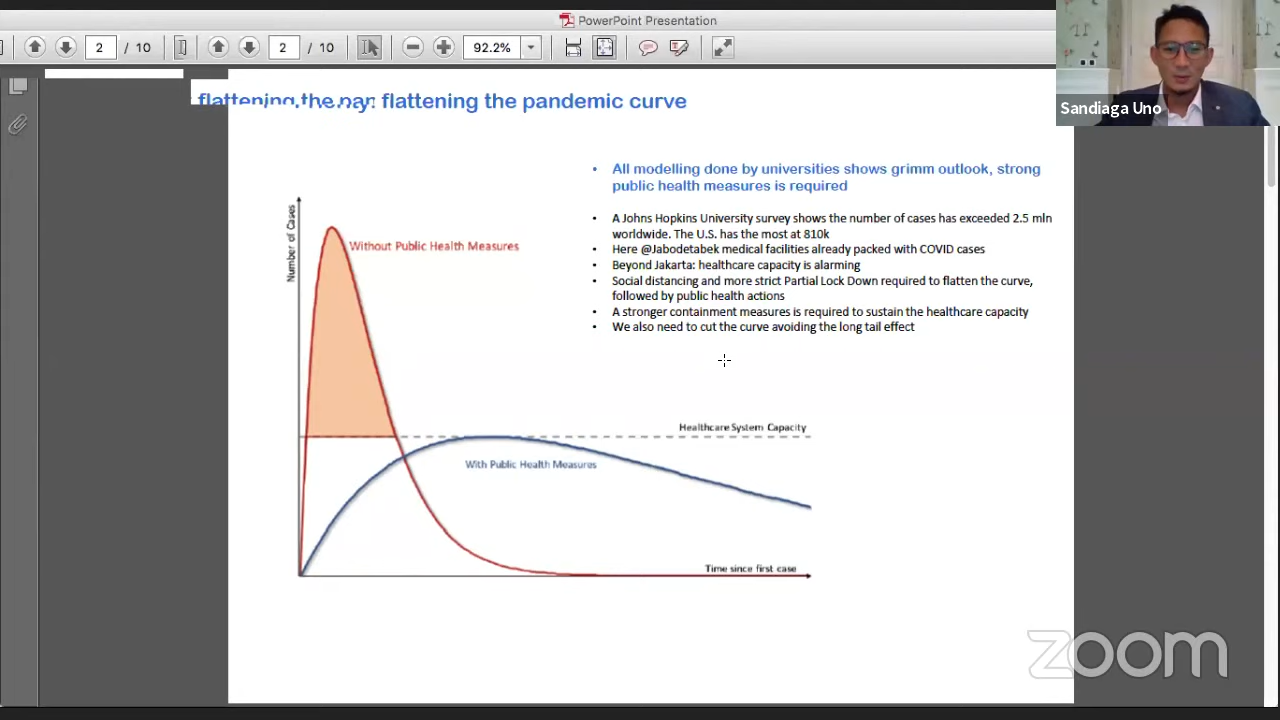 PowerPoint Presentation
2 / 10 2 / 10 92.2%
Sandiaga Uno
flattening the pan flattening the pandemic curve
• All modelling done by universities shows grimm outlook, strong
public health measures is required
• A Johns Hopkins University survey shows the number of cases has exceeded 2.5 mln
worldwide. The U.S. has the most at 810k
• Here @Jabodetabek medical facilities already packed with COVID cases
• Beyond Jakarta: healthcare capacity is alarming
• Social distancing and more strict Partial Lock Down required to flatten the curve,
followed by public health actions
• A stronger containment measures is required to sustain the healthcare capacity
• We also need to cut the curve avoiding the long tail effect
Number of Cases
Without Public Health Measures
Healthcare System Capacity
With Public Health Measures
Time since first case
zoom